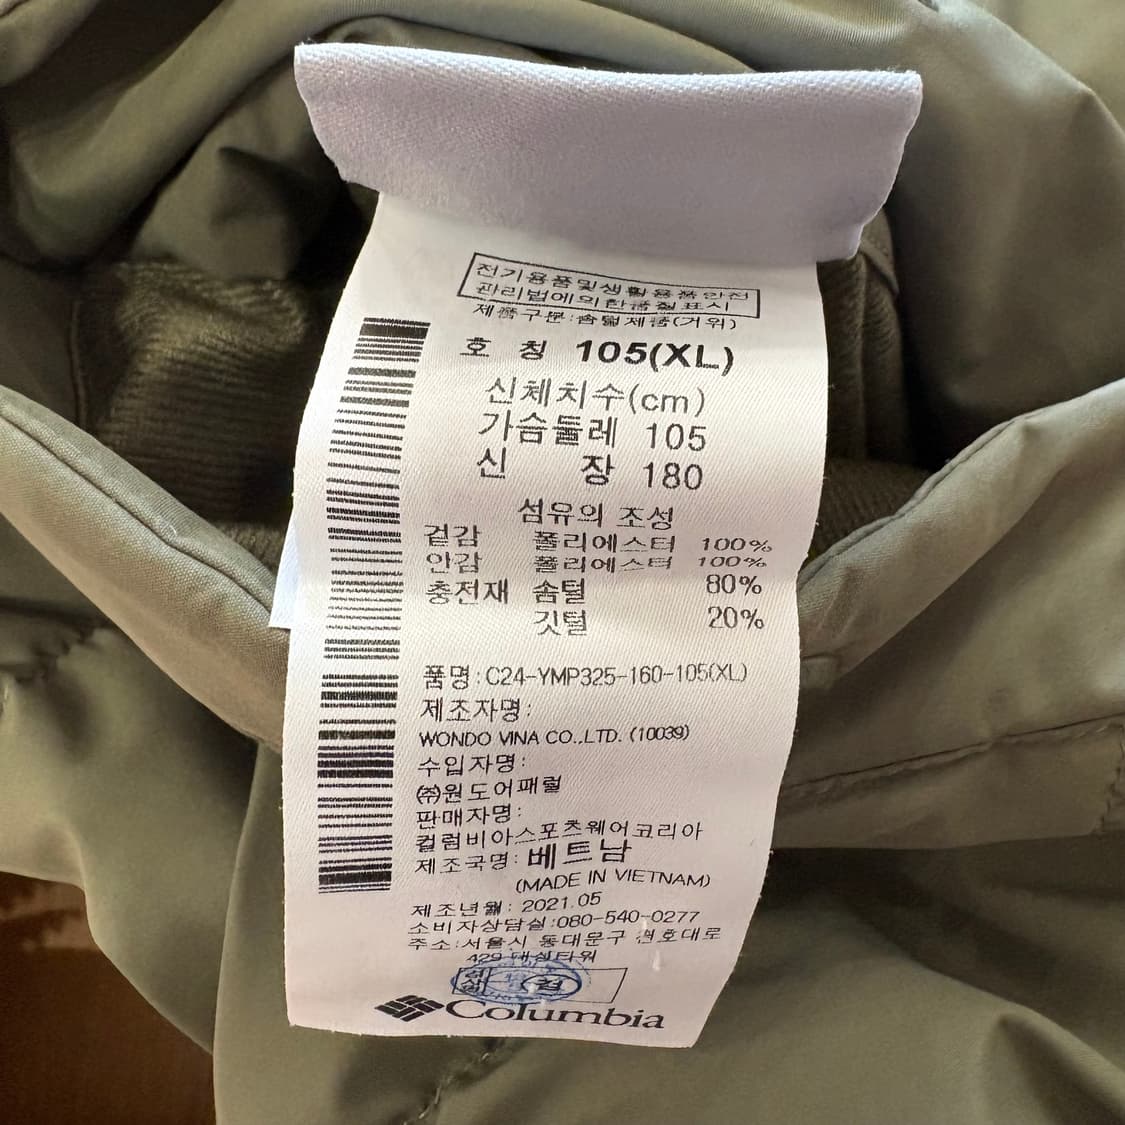 전기용품및생활용품안전
관리법에의한품질표시
제품구분:솜털제품(거위)
호 칭 105(XL)
신체치수(cm)
가슴둘레 105
신 장 180
섬유의 조성
겉감 폴리에스터 100%
안감 폴리에스터 100%
충전재 솜털 80%
깃털 20%
품명:C24-YMP325-160-105(XL)
제조자명:
WONDO VINA CO.,LTD. (10039)
수입자명:
㈜원도어패럴
판매자명:
컬럼비아스포츠웨어코리아
제조국명: 베트남
(MADE IN VIETNAM)
제조년월: 2021.05
소비자상담실:080-540-0277
주소:서울시 동대문구 천호대로
429
검
Columbia